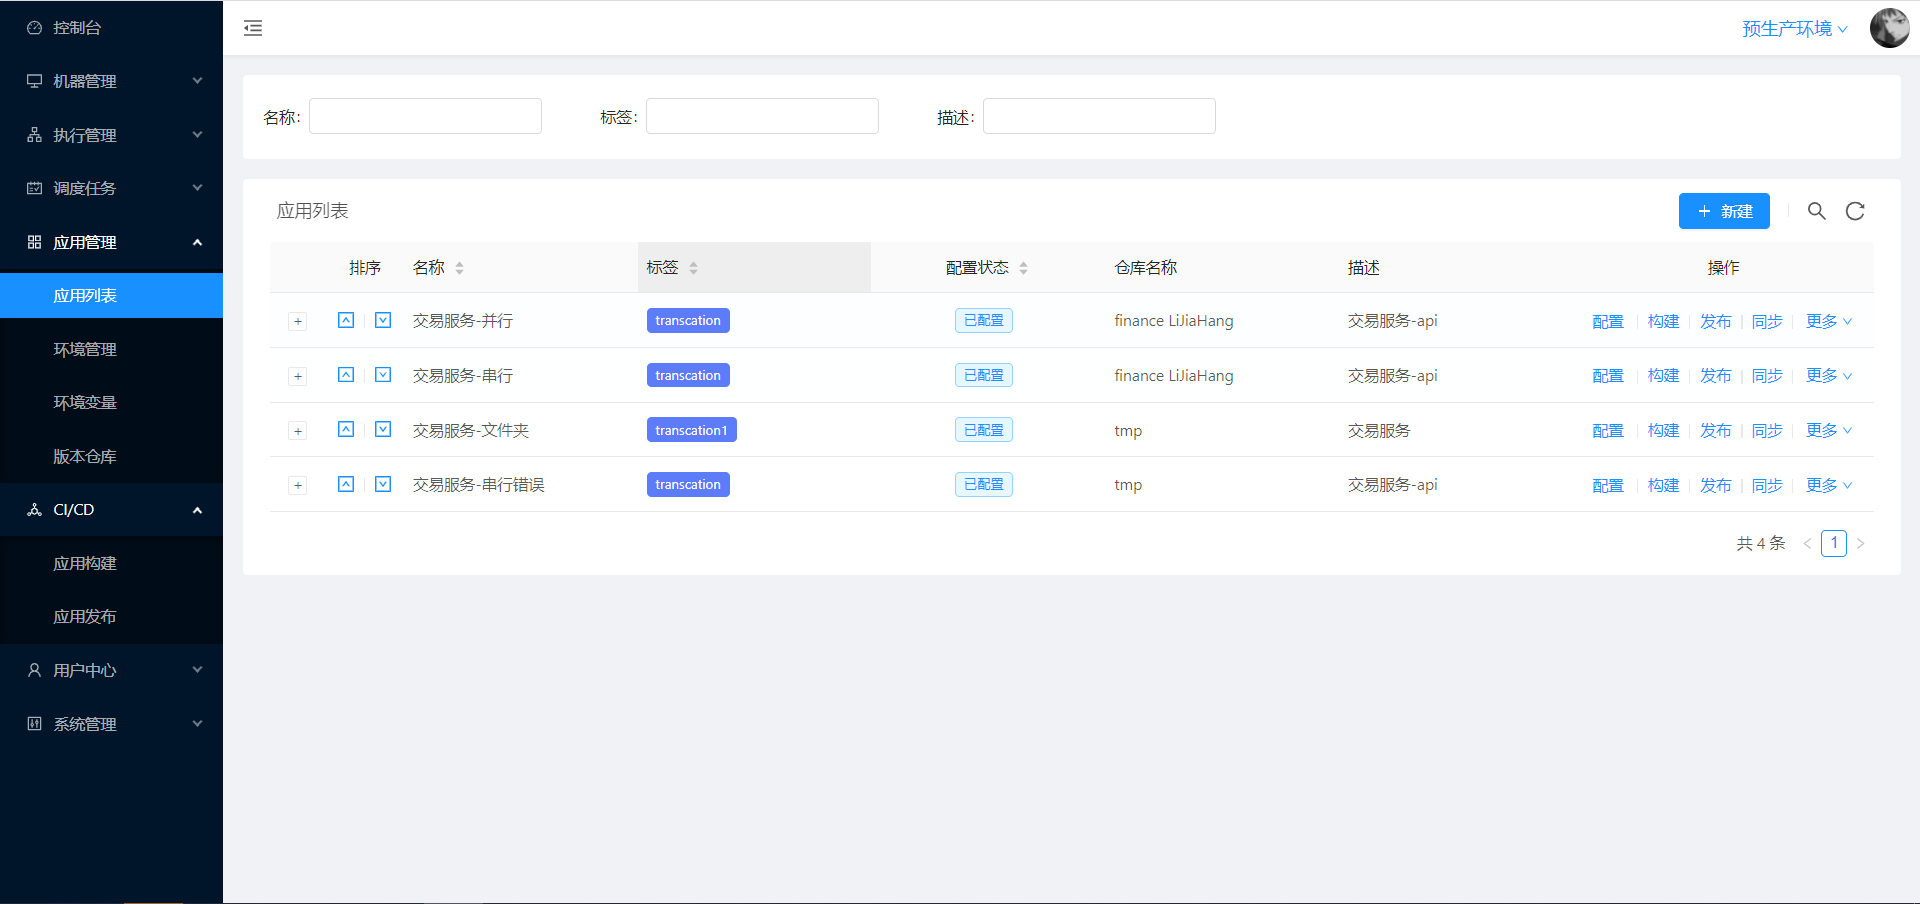 控制台
机器管理
执行管理
调度任务
应用管理
应用列表
环境管理
环境变量
版本仓库
CI/CD
应用构建
应用发布
用户中心
系统管理
预生产环境
名称: 标签: 描述:
应用列表 + 新建
排序 名称 标签 配置状态 仓库名称 描述 操作
+ 交易服务-并行 transcation 已配置 finance LiJiaHang 交易服务-api 配置 构建 发布 同步 更多
+ 交易服务-串行 transcation 已配置 finance LiJiaHang 交易服务-api 配置 构建 发布 同步 更多
+ 交易服务-文件夹 transcation1 已配置 tmp 交易服务 配置 构建 发布 同步 更多
+ 交易服务-串行错误 transcation 已配置 tmp 交易服务-api 配置 构建 发布 同步 更多
共 4 条 < 1 >